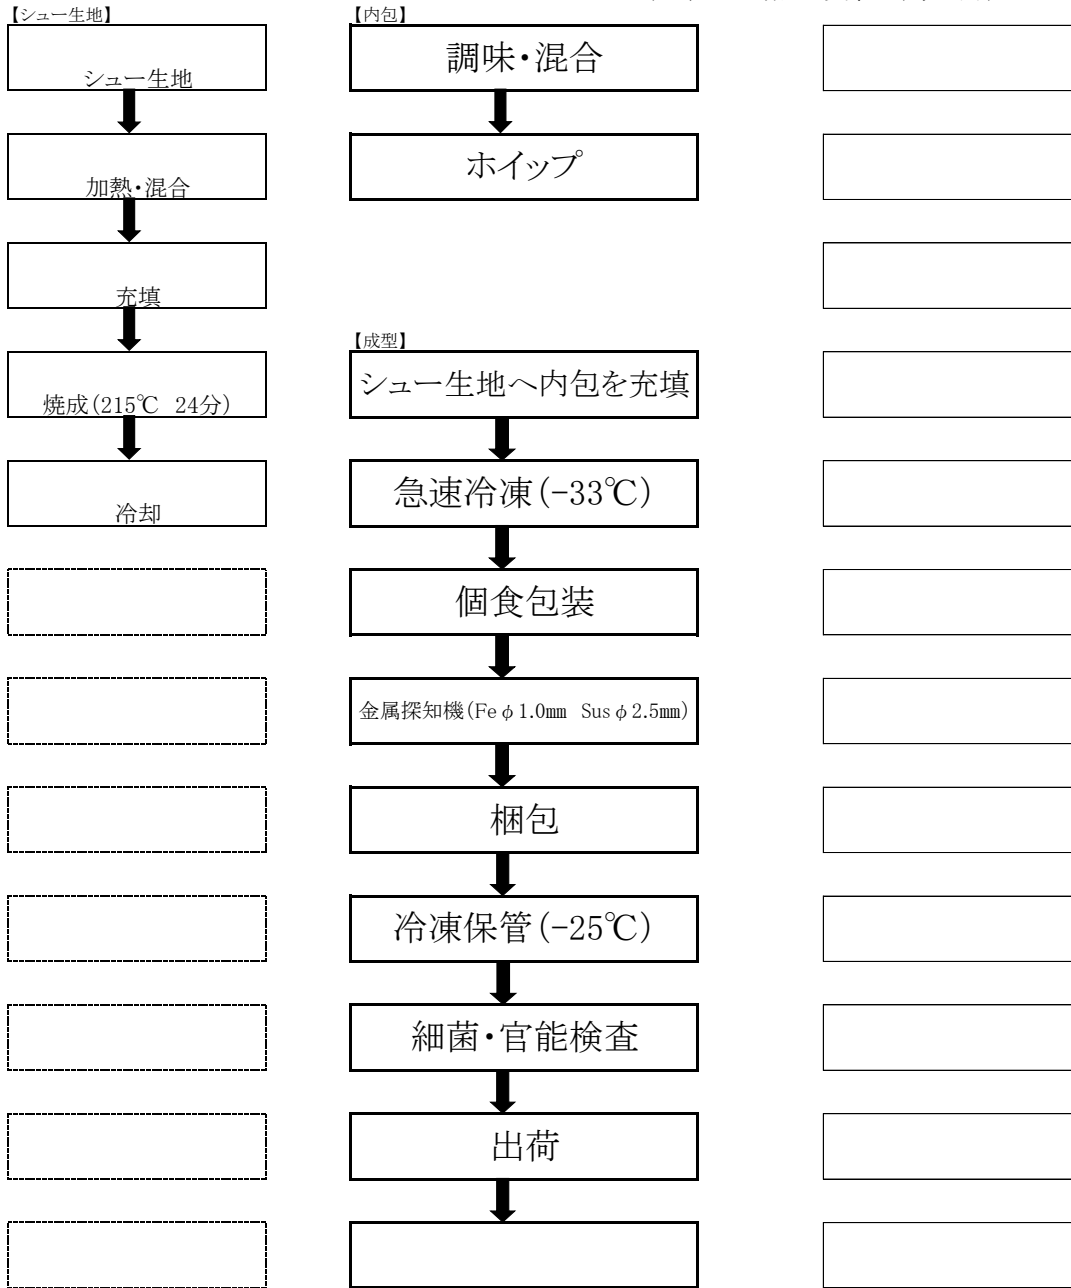 【シュー生地】
シュー生地
加熱・混合
充填
焼成(215℃ 24分)
冷却
【内包】
調味・混合
ホイップ
【成型】
シュー生地へ内包を充填
急速冷凍(-33℃)
個食包装
金属探知機(Feφ1.0㎜ Susφ2.5㎜)
梱包
冷凍保管(-25℃)
細菌・官能検査
出荷